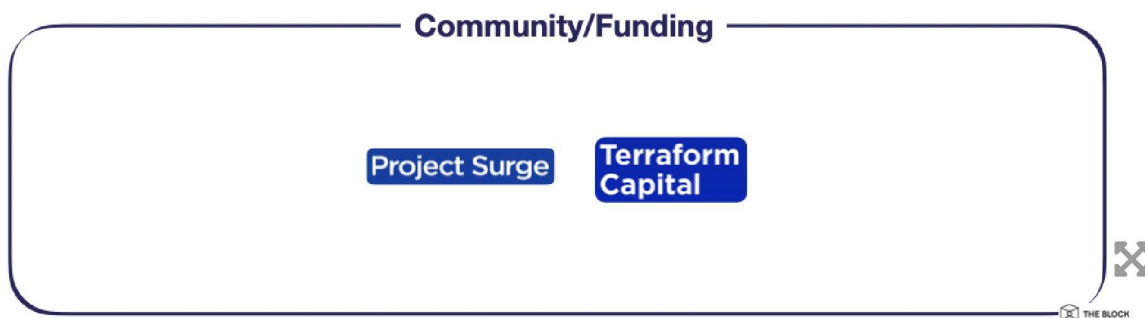 Community/Funding
Project Surge
Terraform
Capital
THE BLOCK